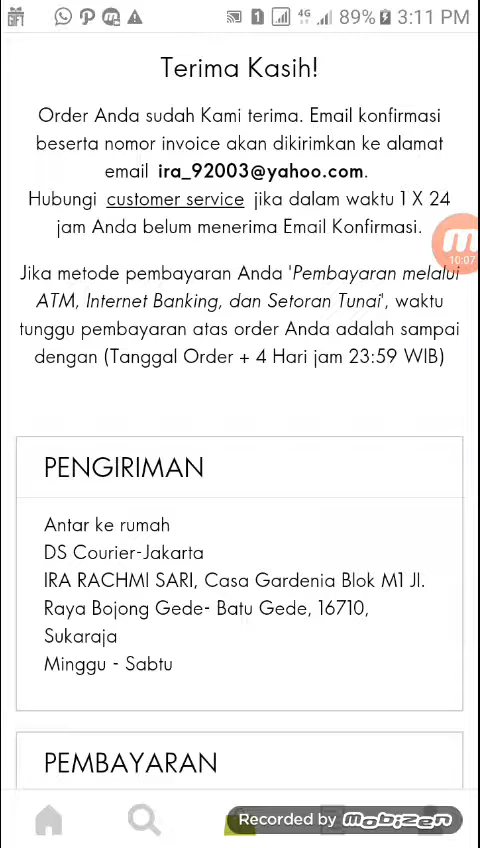 GIFT
1
4G
89%
3:11 PM
Terima Kasih!
Order Anda sudah Kami terima. Email konfirmasi
beserta nomor invoice akan dikirimkan ke alamat
email ira_92003@yahoo.com.
Hubungi customer service jika dalam waktu 1 X 24
jam Anda belum menerima Email Konfirmasi.
10:07
Jika metode pembayaran Anda 'Pembayaran melalui
ATM, Internet Banking, dan Setoran Tunai', waktu
tunggu pembayaran atas order Anda adalah sampai
dengan (Tanggal Order + 4 Hari jam 23:59 WIB)
PENGIRIMAN
Antar ke rumah
DS Courier-Jakarta
IRA RACHMI SARI, Casa Gardenia Blok M1 Jl.
Raya Bojong Gede- Batu Gede, 16710,
Sukaraja
Minggu - Sabtu
PEMBAYARAN
Recorded by Mobizen